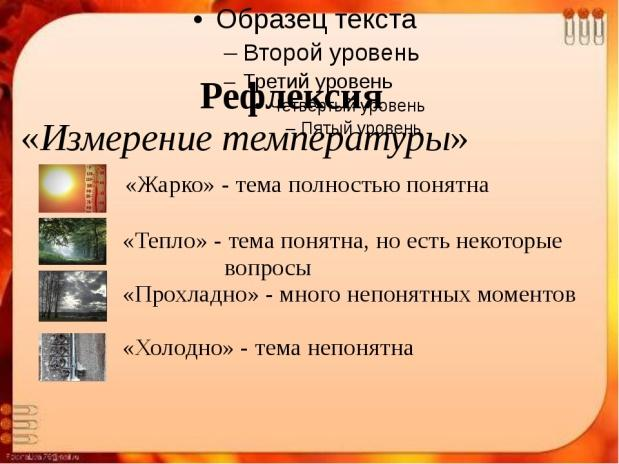 • Образец текста
– Второй уровень
– Третий уровень
Рефлексия
Четвертый уровень
– Пятый уровень
«Измерение температуры»
«Жарко» - тема полностью понятна
«Тепло» - тема понятна, но есть некоторые
вопросы
«Прохладно» - много непонятных моментов
«Холодно» - тема непонятна